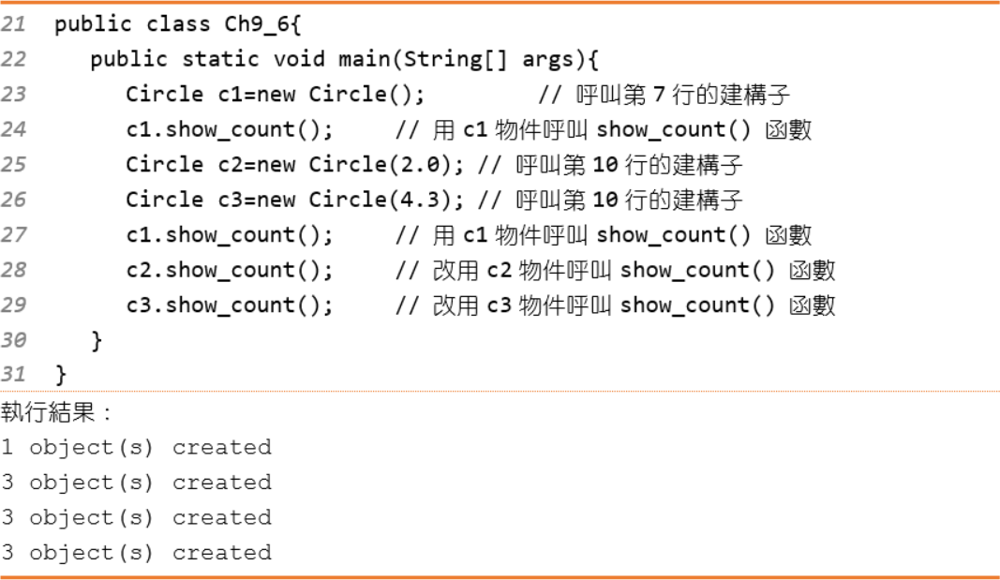 21 public class Ch9_6{
22 public static void main(String[] args){
23 Circle c1=new Circle(); // 呼叫第 7 行的建構子
24 c1.show_count(); // 用 c1 物件呼叫 show_count() 函數
25 Circle c2=new Circle(2.0); // 呼叫第 10 行的建構子
26 Circle c3=new Circle(4.3); // 呼叫第 10 行的建構子
27 c1.show_count(); // 用 c1 物件呼叫 show_count() 函數
28 c2.show_count(); // 改用 c2 物件呼叫 show_count() 函數
29 c3.show_count(); // 改用 c3 物件呼叫 show_count() 函數
30 }
31 }
執行結果：
1 object(s) created
3 object(s) created
3 object(s) created
3 object(s) created